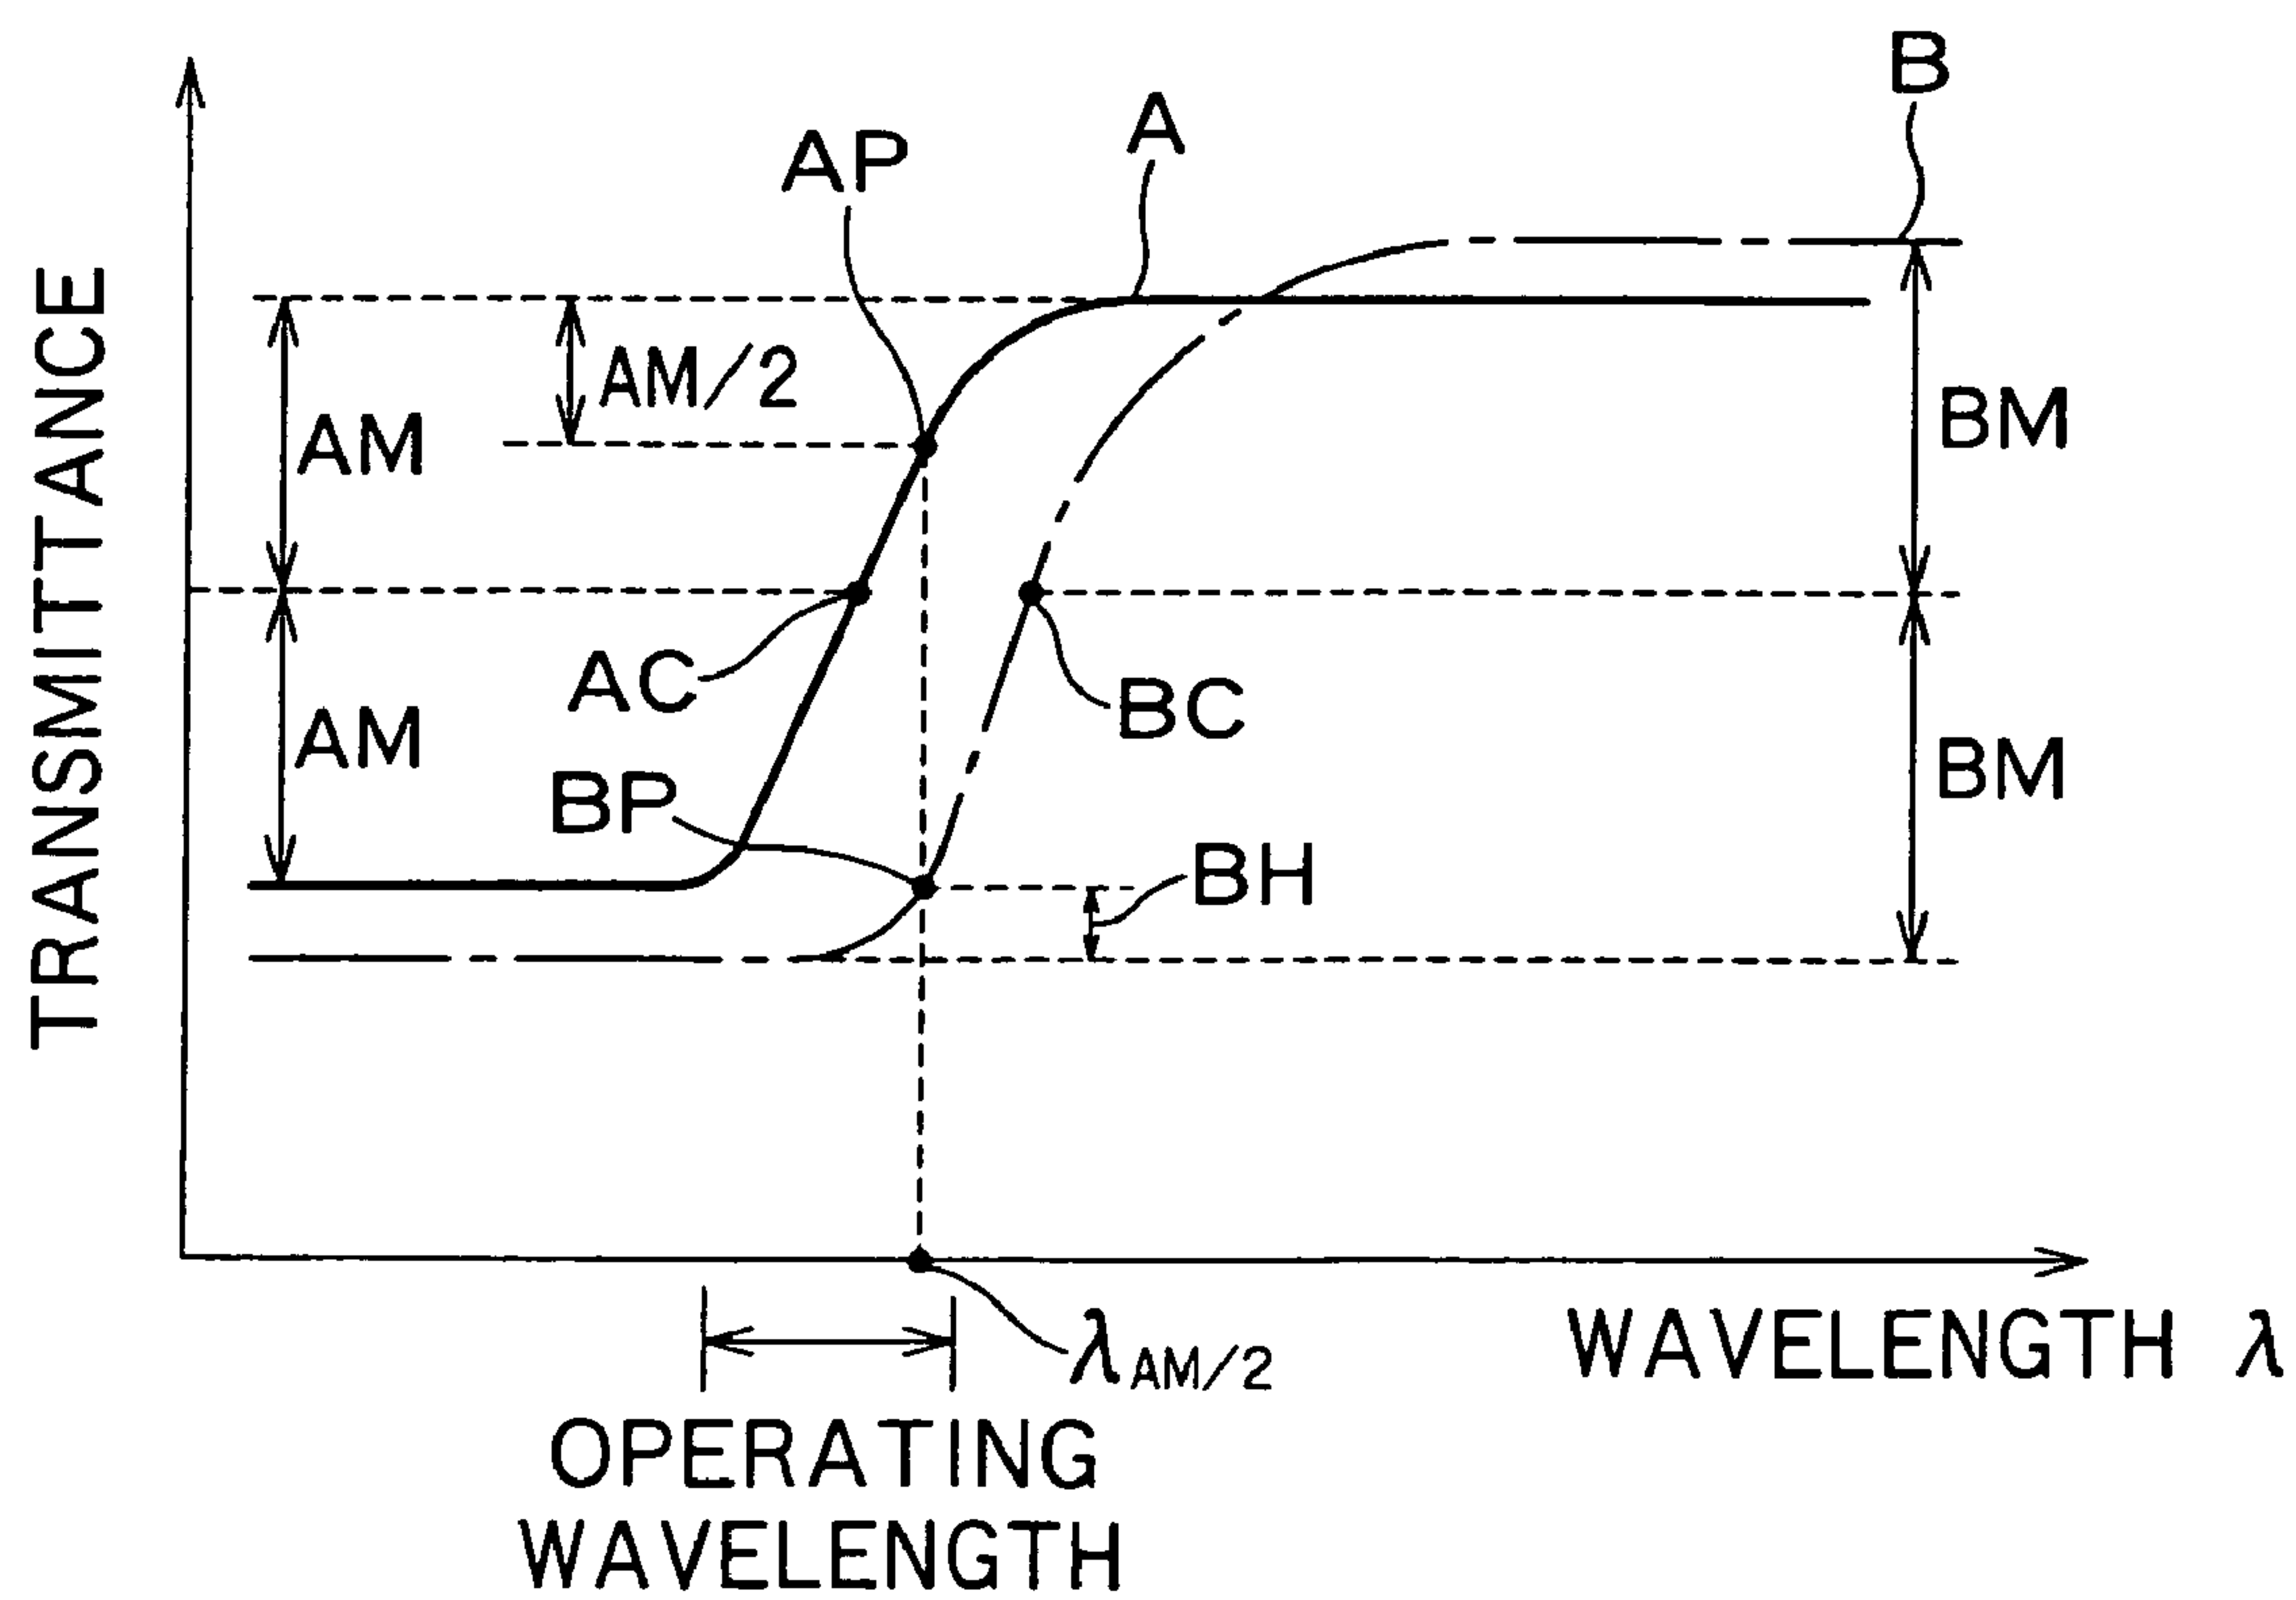 B
A
AP
AM/2
AM
BM
TRANSMITTANCE
AC
BC
AM
BM
BP
BH
λAM/2
WAVELENGTH λ
OPERATING
WAVELENGTH